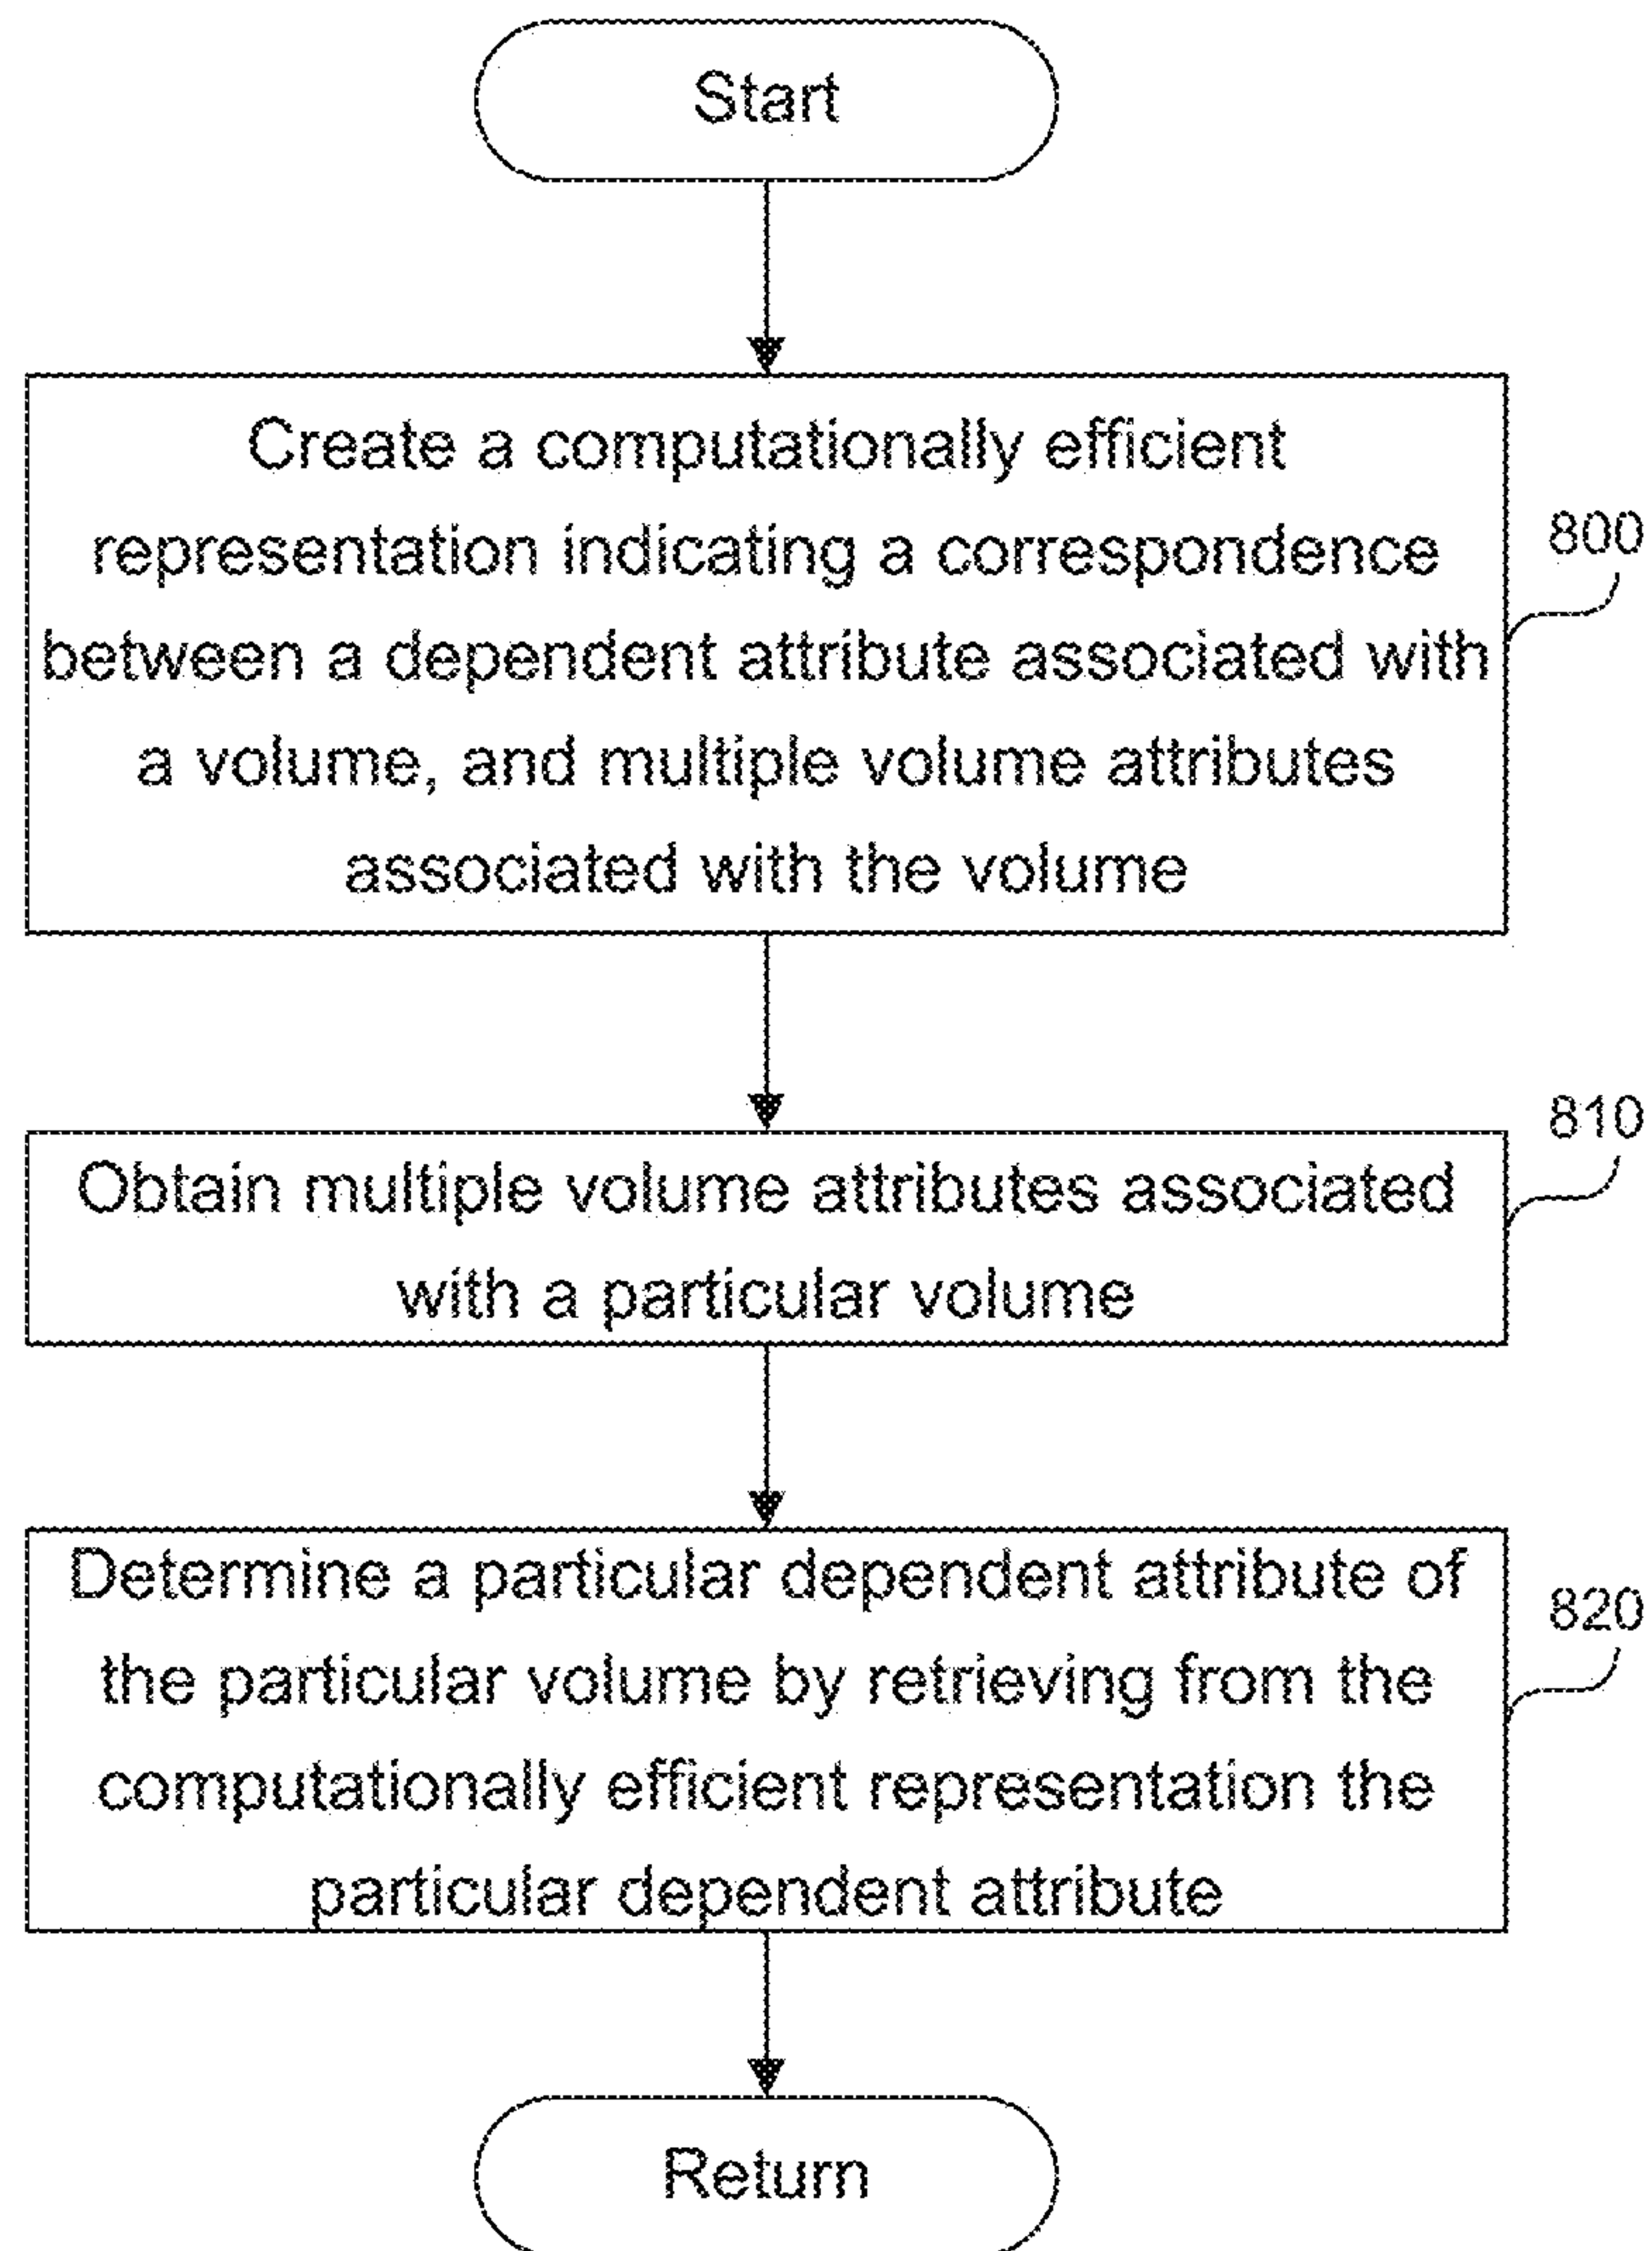 Start
Create a computationally efficient
representation indicating a correspondence
between a dependent attribute associated with
a volume, and multiple volume attributes
associated with the volume
800
Obtain multiple volume attributes associated
with a particular volume
810
Determine a particular dependent attribute of
the particular volume by retrieving from the
computationally efficient representation the
particular dependent attribute
820
Return